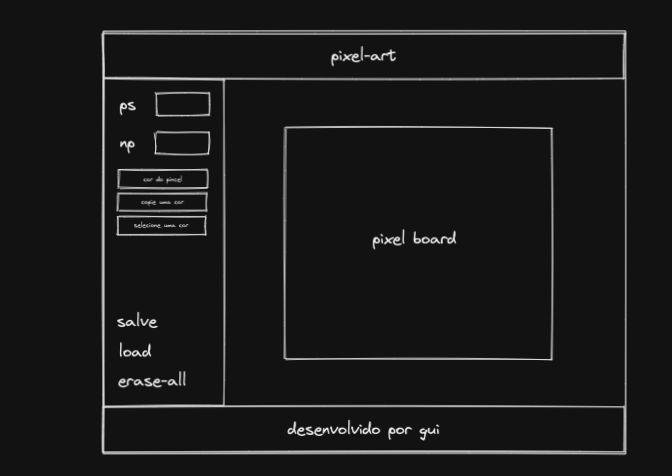 pixel-art
ps
np
cor do pincel
copie uma cor
selecione uma cor
pixel board
salve
load
erase-all
desenvolvido por gui